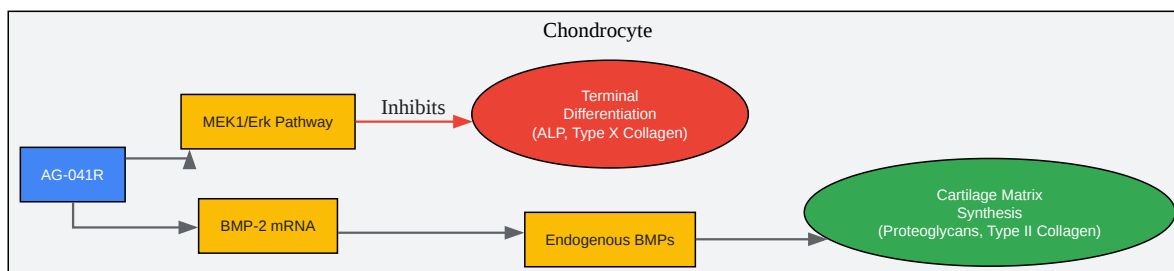 Chondrocyte
Terminal
Differentiation
(ALP, Type X Collagen)
Inhibits
MEK1/Erk Pathway
AG-041R
BMP-2 mRNA
Endogenous BMPs
Cartilage Matrix
Synthesis
(Proteoglycans, Type II Collagen)